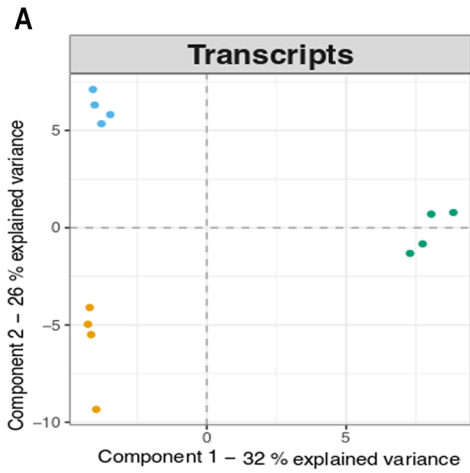 A
Transcripts
Component 2 – 26 % explained variance
5
0
−5
−10
0
5
Component 1 – 32 % explained variance